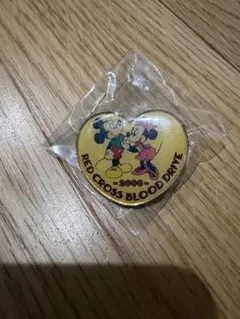 -2000-
RED CROSS BLOOD DRIVE